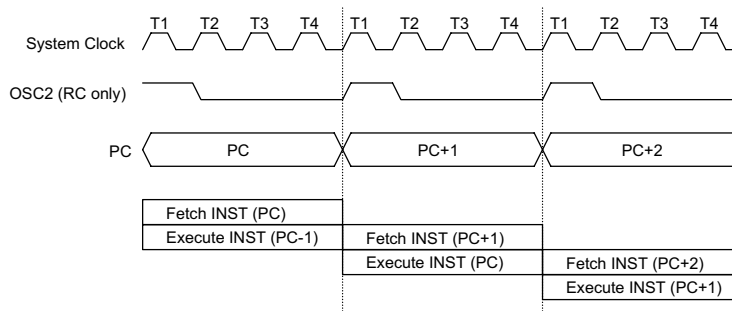 T1 T2 T3 T4 T1 T2 T3 T4 T1 T2 T3 T4
System Clock
OSC2 (RC only)
PC PC PC+1 PC+2
Fetch INST (PC)
Execute INST (PC-1) Fetch INST (PC+1)
Execute INST (PC) Fetch INST (PC+2)
Execute INST (PC+1)